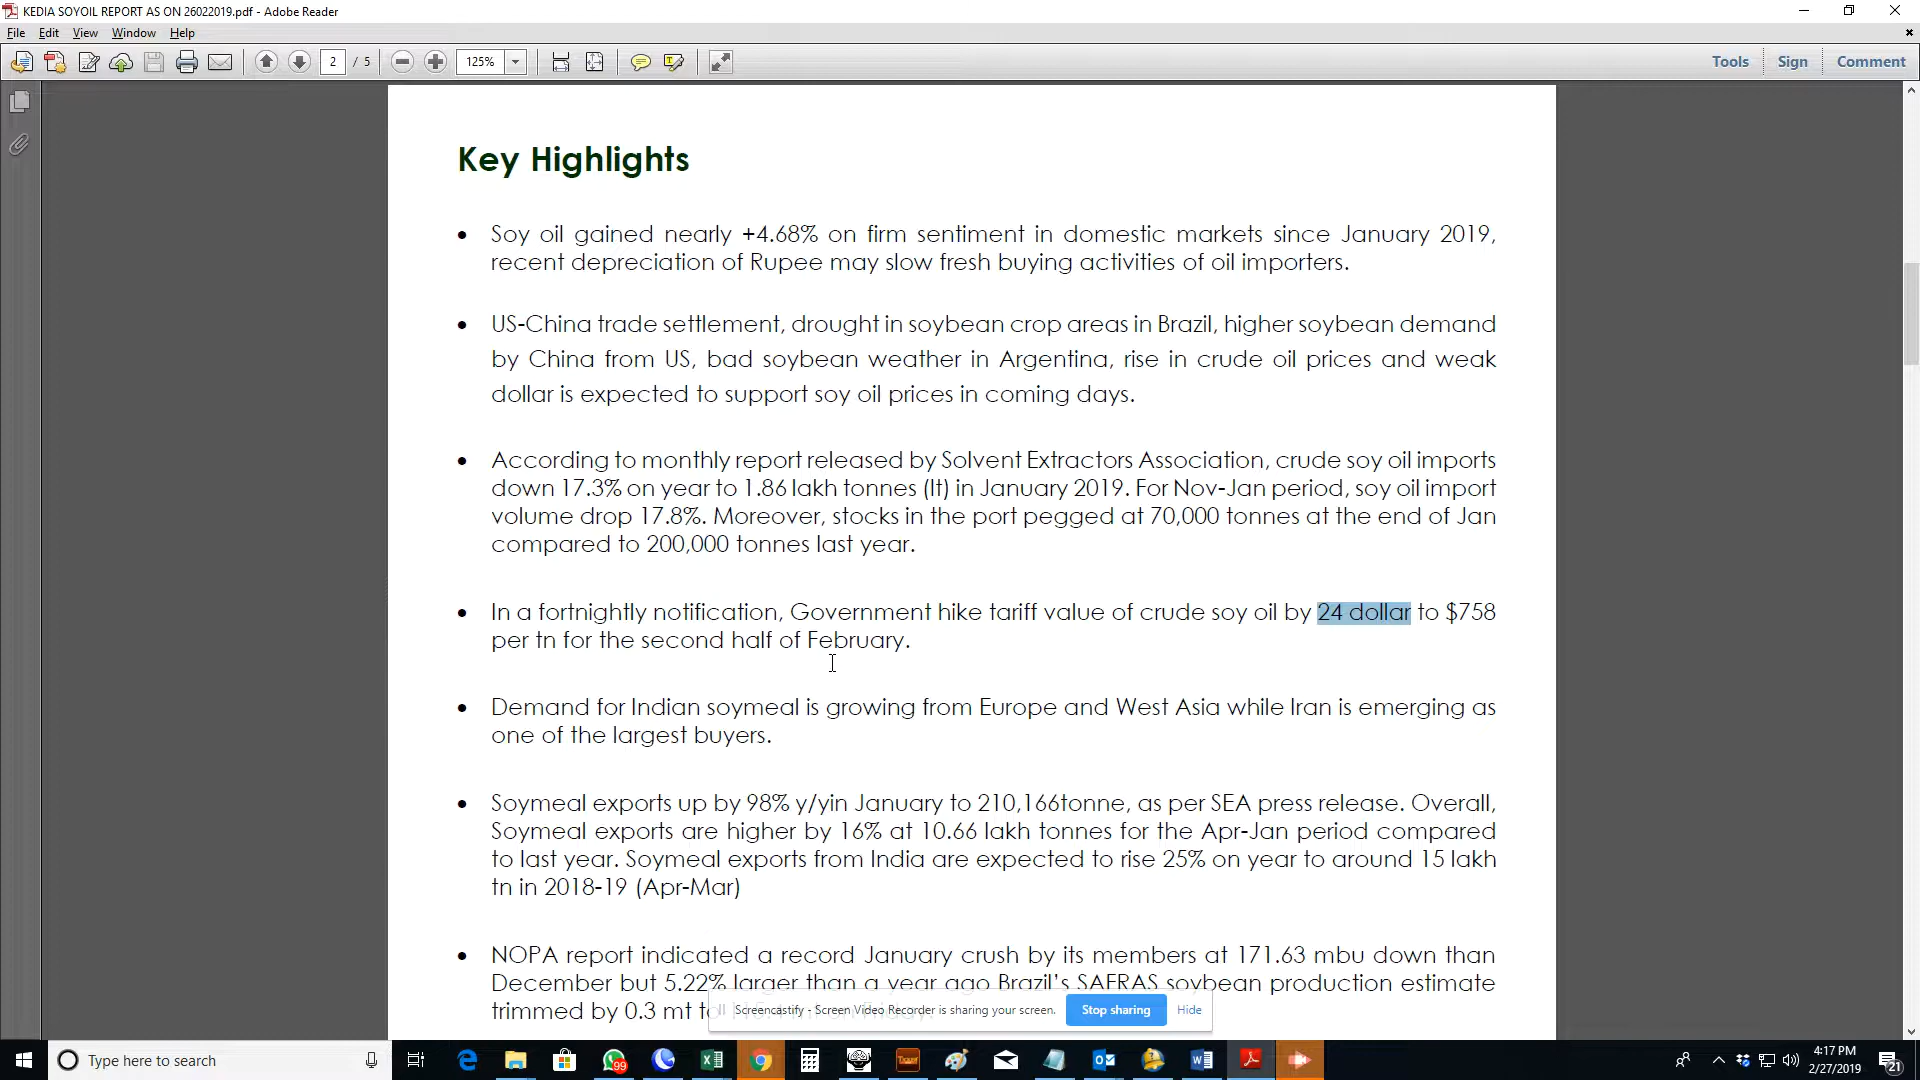 KEDIA SOYOIL REPORT AS ON 26022019.pdf - Adobe Reader
File Edit View Window Help
2 / 5 125% Tools Sign Comment
Key Highlights
• Soy oil gained nearly +4.68% on firm sentiment in domestic markets since January 2019,
recent depreciation of Rupee may slow fresh buying activities of oil importers.
• US-China trade settlement, drought in soybean crop areas in Brazil, higher soybean demand
by China from US, bad soybean weather in Argentina, rise in crude oil prices and weak
dollar is expected to support soy oil prices in coming days.
• According to monthly report released by Solvent Extractors Association, crude soy oil imports
down 17.3% on year to 1.86 lakh tonnes (lt) in January 2019. For Nov-Jan period, soy oil import
volume drop 17.8%. Moreover, stocks in the port pegged at 70,000 tonnes at the end of Jan
compared to 200,000 tonnes last year.
• In a fortnightly notification, Government hike tariff value of crude soy oil by 24 dollar to $758
per tn for the second half of February.
• Demand for Indian soymeal is growing from Europe and West Asia while Iran is emerging as
one of the largest buyers.
• Soymeal exports up by 98% y/yin January to 210,166tonne, as per SEA press release. Overall,
Soymeal exports are higher by 16% at 10.66 lakh tonnes for the Apr-Jan period compared
to last year. Soymeal exports from India are expected to rise 25% on year to around 15 lakh
tn in 2018-19 (Apr-Mar)
• NOPA report indicated a record January crush by its members at 171.63 mbu down than
December but 5.22% larger than a year ago Brazil's SAFRAS soybean production estimate
trimmed by 0.3 mt to
Screencastify - Screen Video Recorder is sharing your screen. Stop sharing Hide
Type here to search
99
4:17 PM
2/27/2019
21